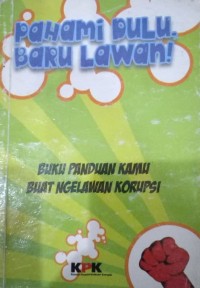 PAHAMI DULU.
BARU LAWAN!
BUKU PANDUAN KAMU
BUAT NGELAWAN KORUPSI
KPK